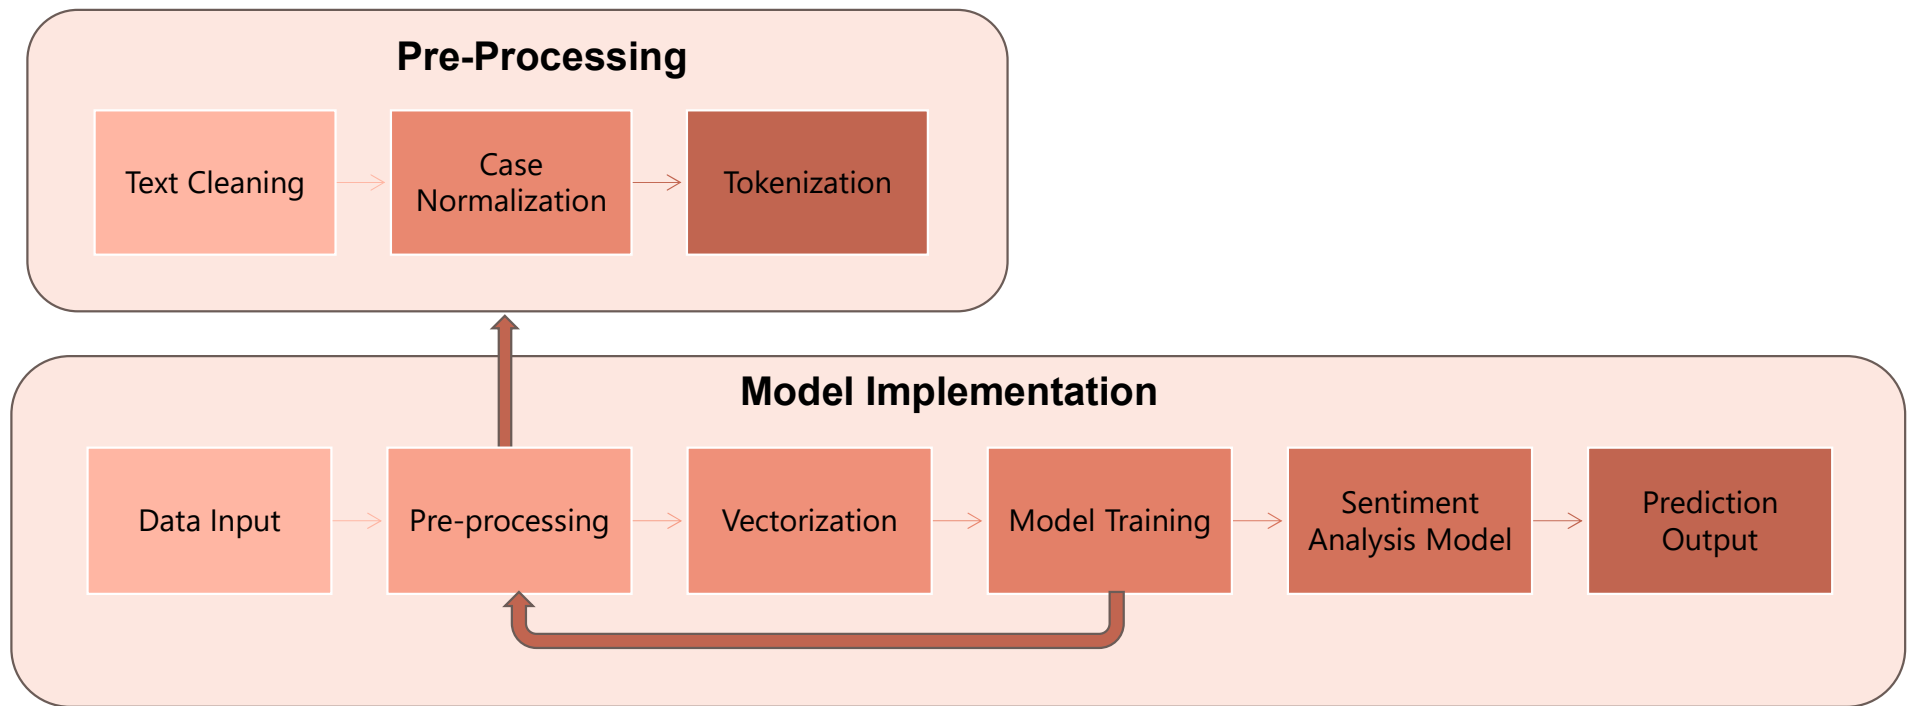 Pre-Processing
Text Cleaning
Case
Normalization
Tokenization
Model Implementation
Data Input
Pre-processing
Vectorization
Model Training
Sentiment
Analysis Model
Prediction
Output